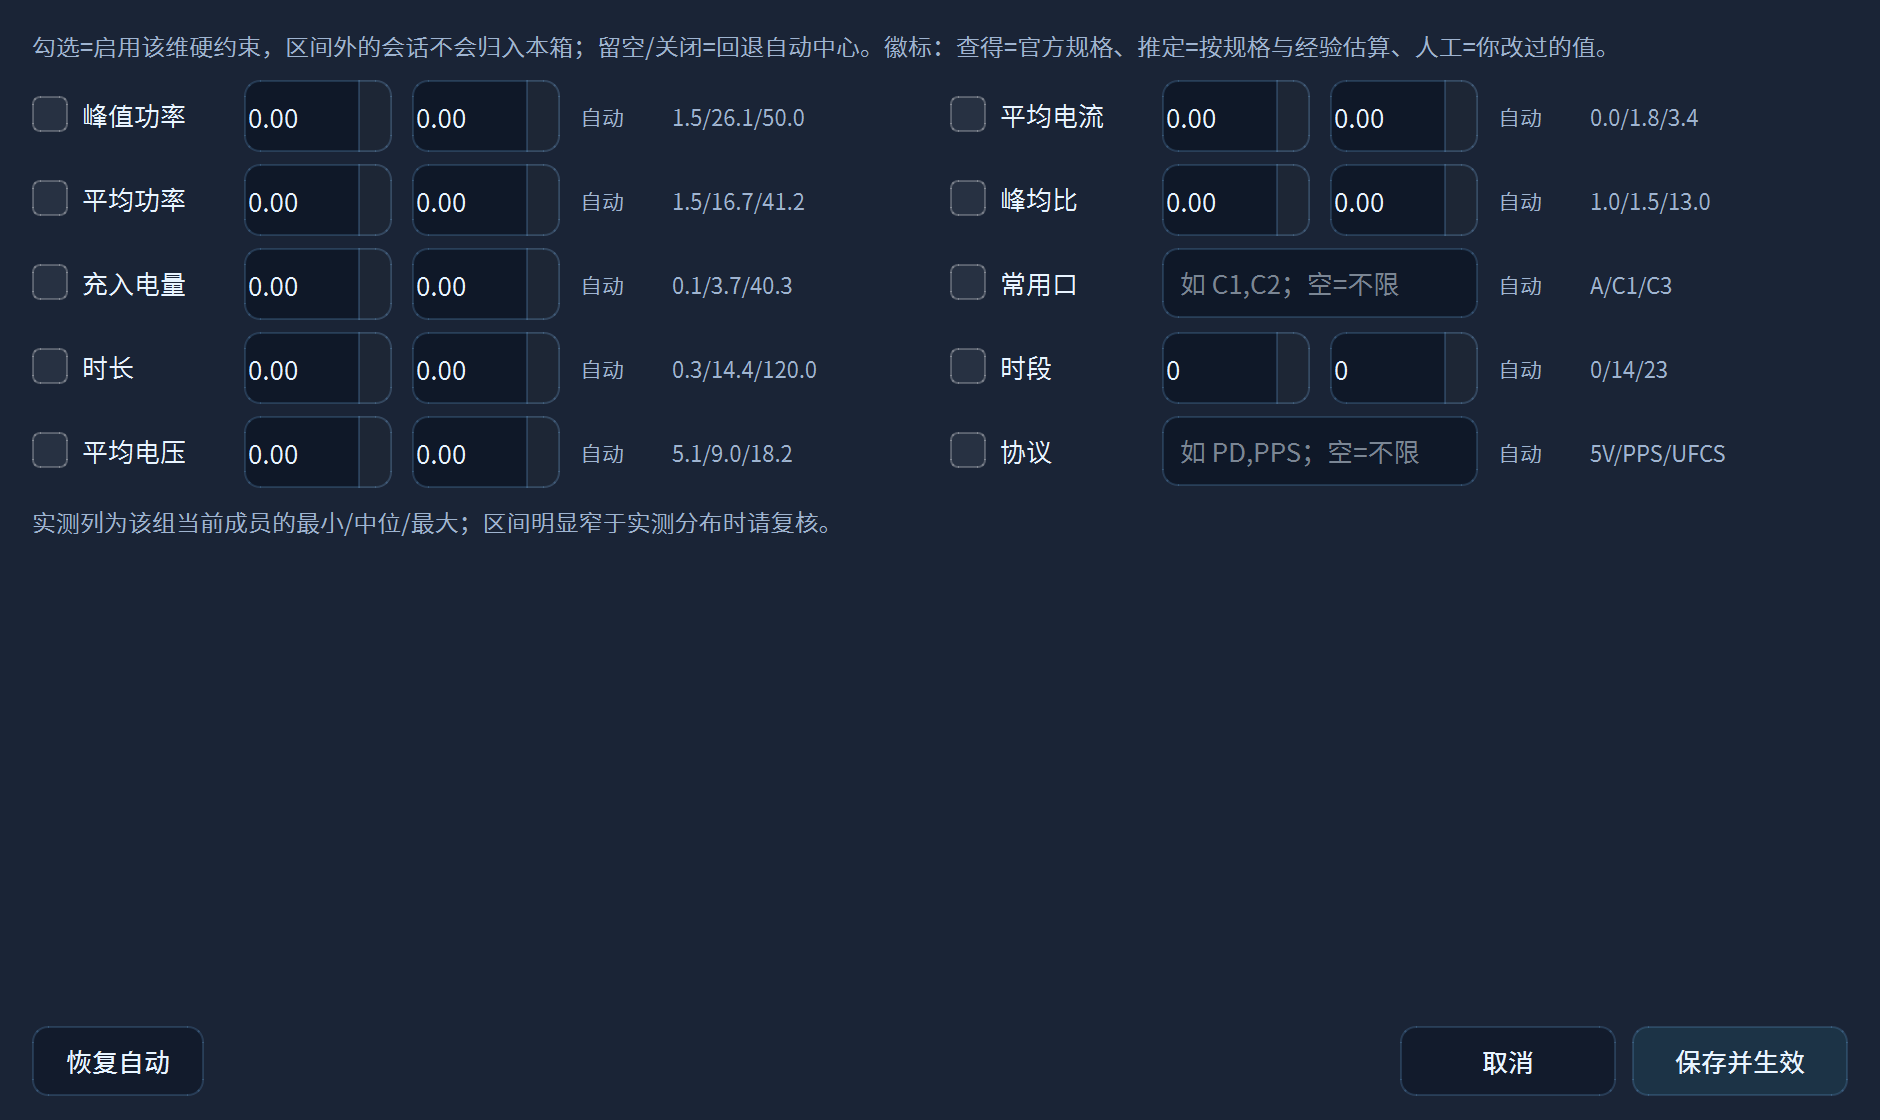 勾选=启用该维硬约束，区间外的会话不会归入本箱；留空/关闭=回退自动中心。徽标：查得=官方规格、推定=按规格与经验估算、人工=你改过的值。
峰值功率 0.00 0.00 自动 1.5/26.1/50.0 平均电流 0.00 0.00 自动 0.0/1.8/3.4
平均功率 0.00 0.00 自动 1.5/16.7/41.2 峰均比 0.00 0.00 自动 1.0/1.5/13.0
充入电量 0.00 0.00 自动 0.1/3.7/40.3 常用口 如 C1,C2；空=不限 自动 A/C1/C3
时长 0.00 0.00 自动 0.3/14.4/120.0 时段 0 0 自动 0/14/23
平均电压 0.00 0.00 自动 5.1/9.0/18.2 协议 如 PD,PPS；空=不限 自动 5V/PPS/UFCS
实测列为该组当前成员的最小/中位/最大；区间明显窄于实测分布时请复核。
恢复自动 取消 保存并生效